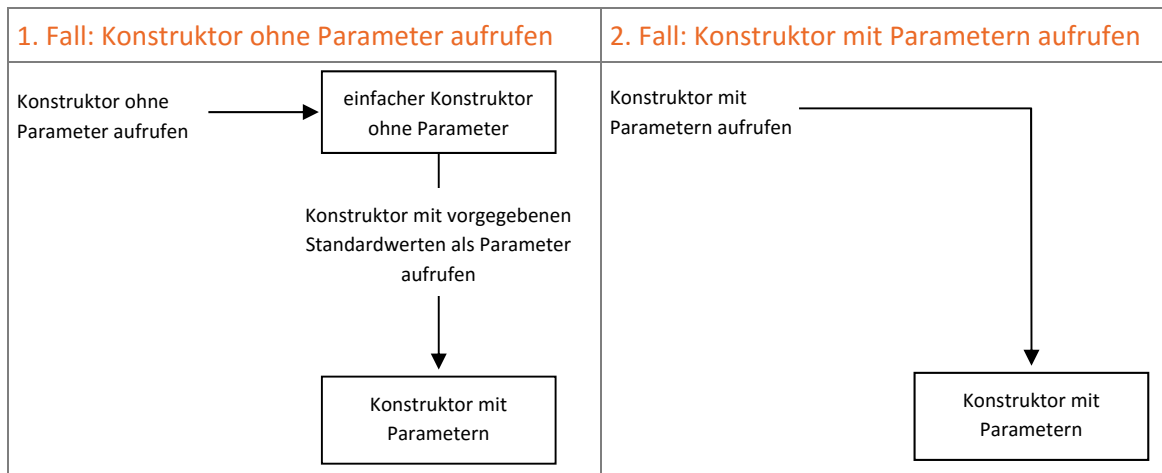 1. Fall: Konstruktor ohne Parameter aufrufen
Konstruktor ohne
Parameter aufrufen
einfacher Konstruktor
ohne Parameter
Konstruktor mit vorgegebenen
Standardwerten als Parameter
aufrufen
Konstruktor mit
Parametern
2. Fall: Konstruktor mit Parametern aufrufen
Konstruktor mit
Parametern aufrufen
Konstruktor mit
Parametern